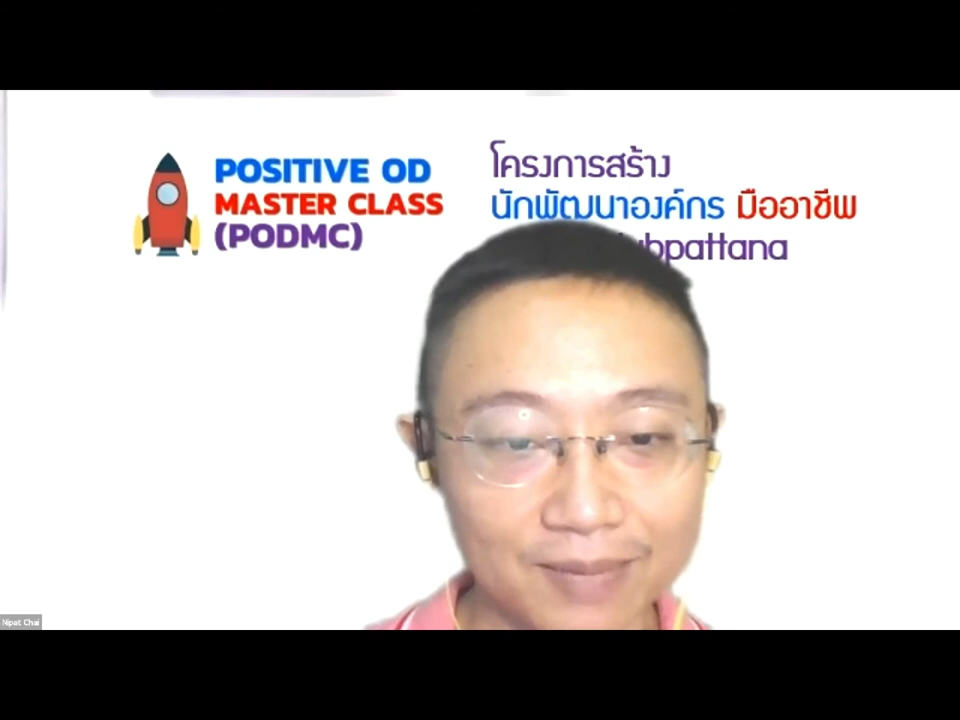 POSITIVE OD
MASTER CLASS
(PODMC)
โครงการสร้าง
นักพัฒนาองค์กร มืออาชีพ
Nipat Chai